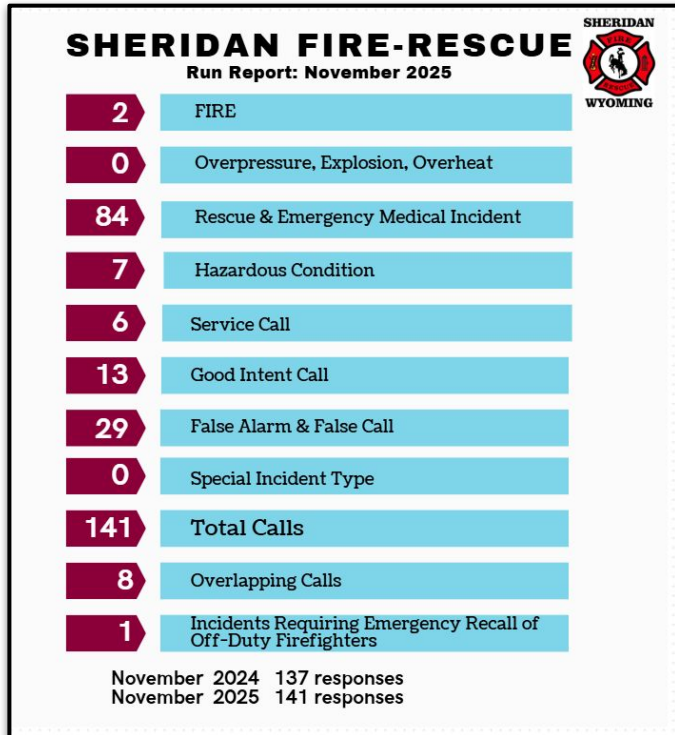 SHERIDAN
WYOMING
SHERIDAN FIRE-RESCUE
Run Report: November 2025
2 FIRE
0 Overpressure, Explosion, Overheat
84 Rescue & Emergency Medical Incident
7 Hazardous Condition
6 Service Call
13 Good Intent Call
29 False Alarm & False Call
0 Special Incident Type
141 Total Calls
8 Overlapping Calls
1 Incidents Requiring Emergency Recall of
Off-Duty Firefighters
November 2024 137 responses
November 2025 141 responses